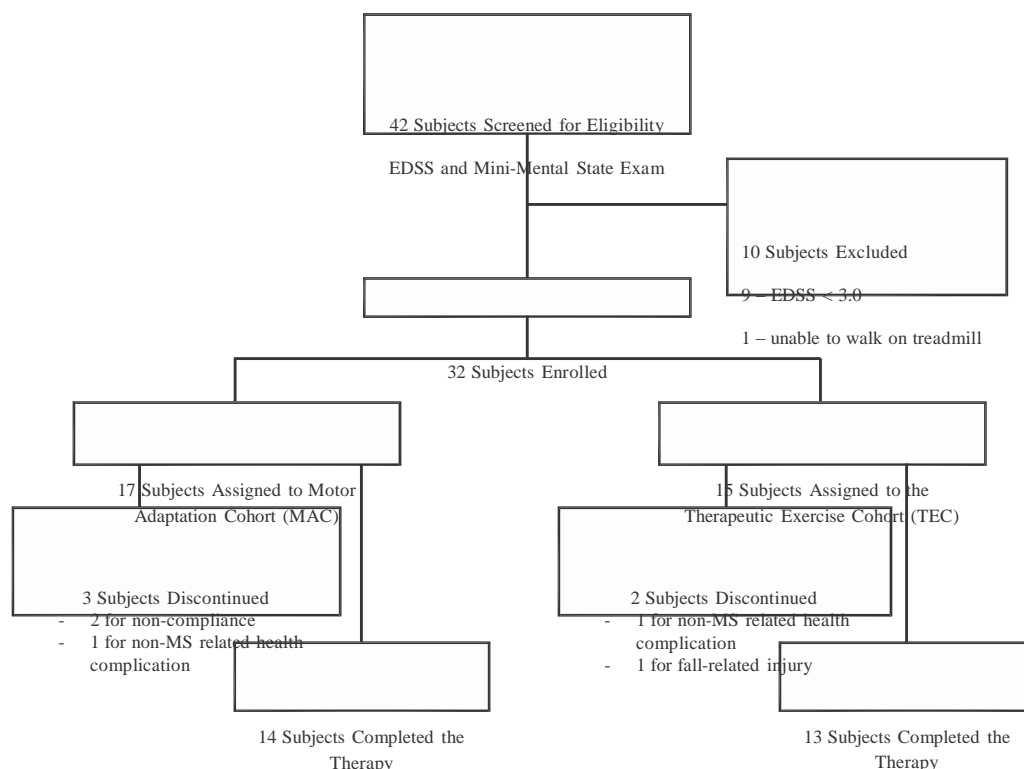 42 Subjects Screened for Eligibility
EDSS and Mini-Mental State Exam
10 Subjects Excluded
9 – EDSS < 3.0
1 – unable to walk on treadmill
32 Subjects Enrolled
17 Subjects Assigned to Motor
Adaptation Cohort (MAC)
15 Subjects Assigned to the
Therapeutic Exercise Cohort (TEC)
3 Subjects Discontinued
- 2 for non-compliance
- 1 for non-MS related health
complication
2 Subjects Discontinued
- 1 for non-MS related health
complication
- 1 for fall-related injury
14 Subjects Completed the
Therapy
13 Subjects Completed the
Therapy